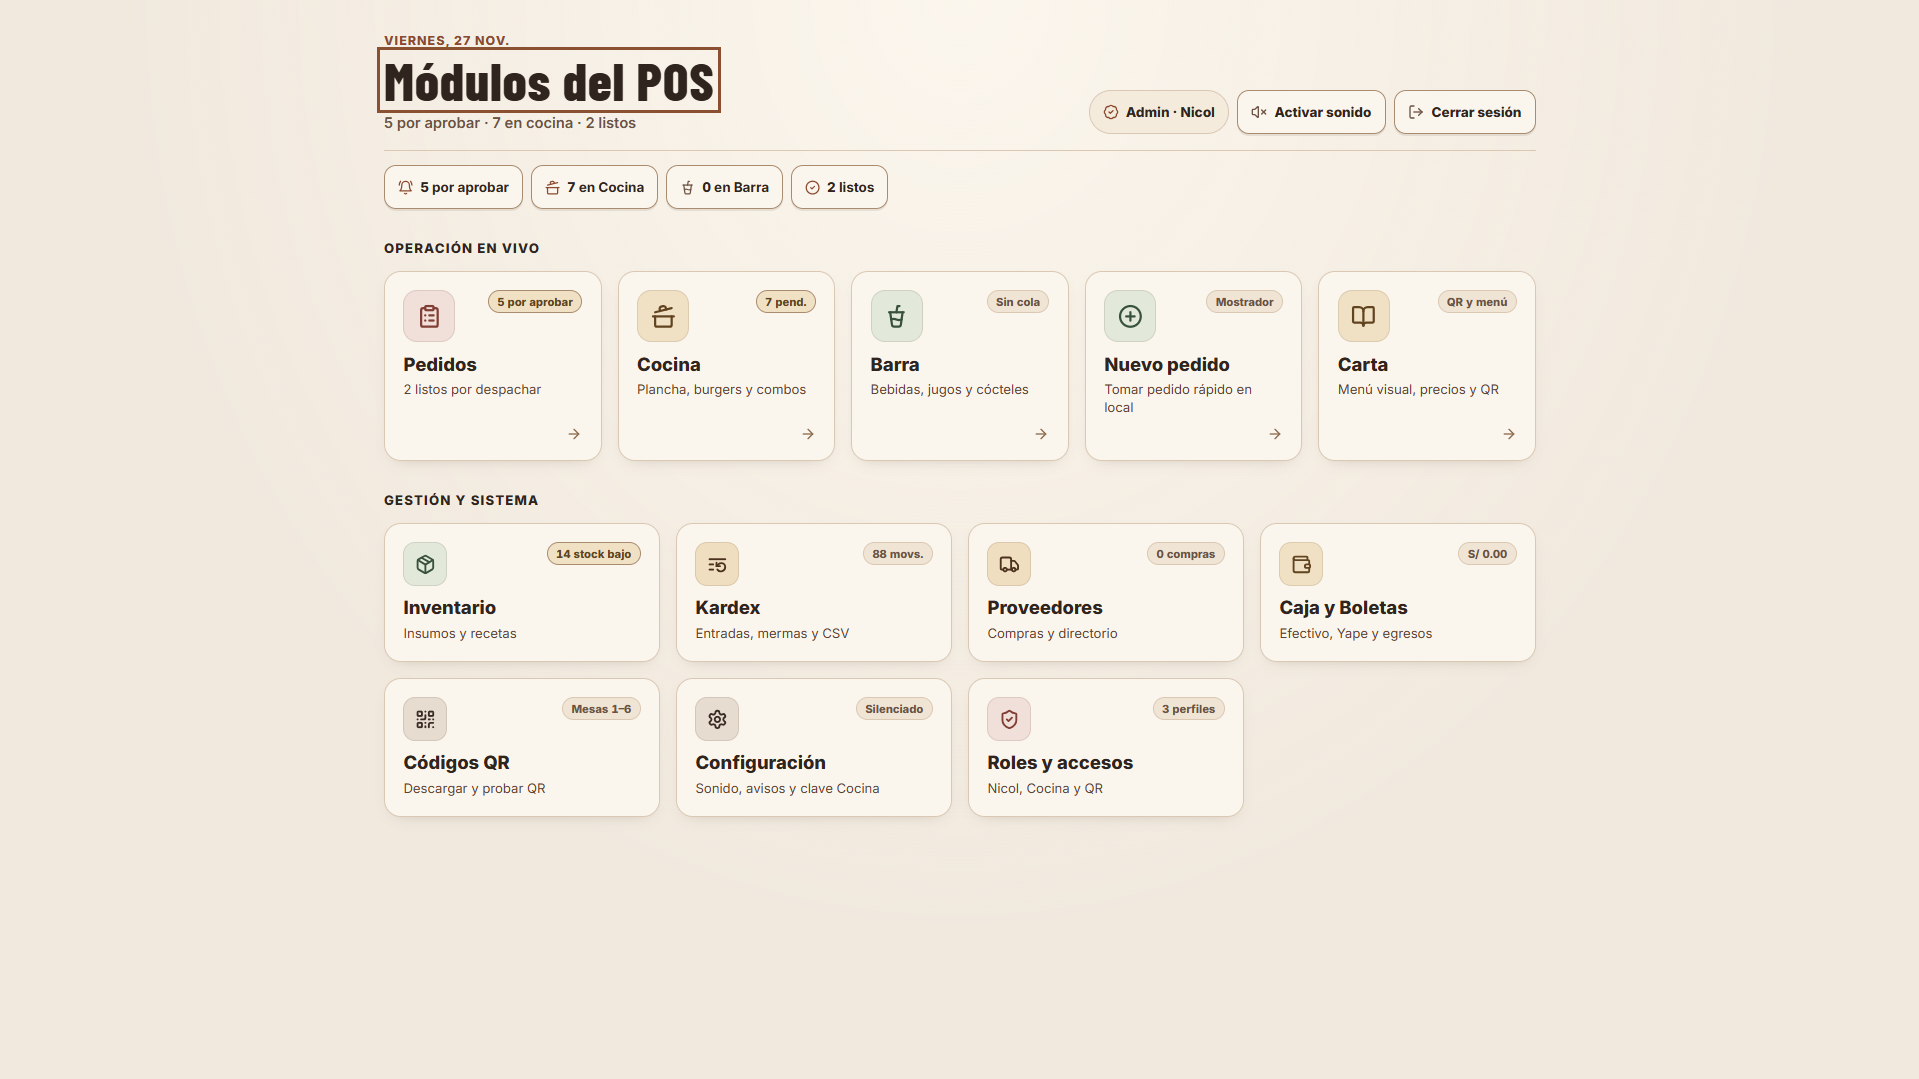 VIERNES, 27 NOV.
Módulos del POS
5 por aprobar · 7 en cocina · 2 listos
Admin · Nicol
Activar sonido
Cerrar sesión
5 por aprobar
7 en Cocina
0 en Barra
2 listos
OPERACIÓN EN VIVO
5 por aprobar
Pedidos
2 listos por despachar
7 pend.
Cocina
Plancha, burgers y combos
Sin cola
Barra
Bebidas, jugos y cócteles
Mostrador
Nuevo pedido
Tomar pedido rápido en
local
QR y menú
Carta
Menú visual, precios y QR
GESTIÓN Y SISTEMA
14 stock bajo
Inventario
Insumos y recetas
88 movs.
Kardex
Entradas, mermas y CSV
0 compras
Proveedores
Compras y directorio
S/ 0.00
Caja y Boletas
Efectivo, Yape y egresos
Mesas 1–6
Códigos QR
Descargar y probar QR
Silenciado
Configuración
Sonido, avisos y clave Cocina
3 perfiles
Roles y accesos
Nicol, Cocina y QR